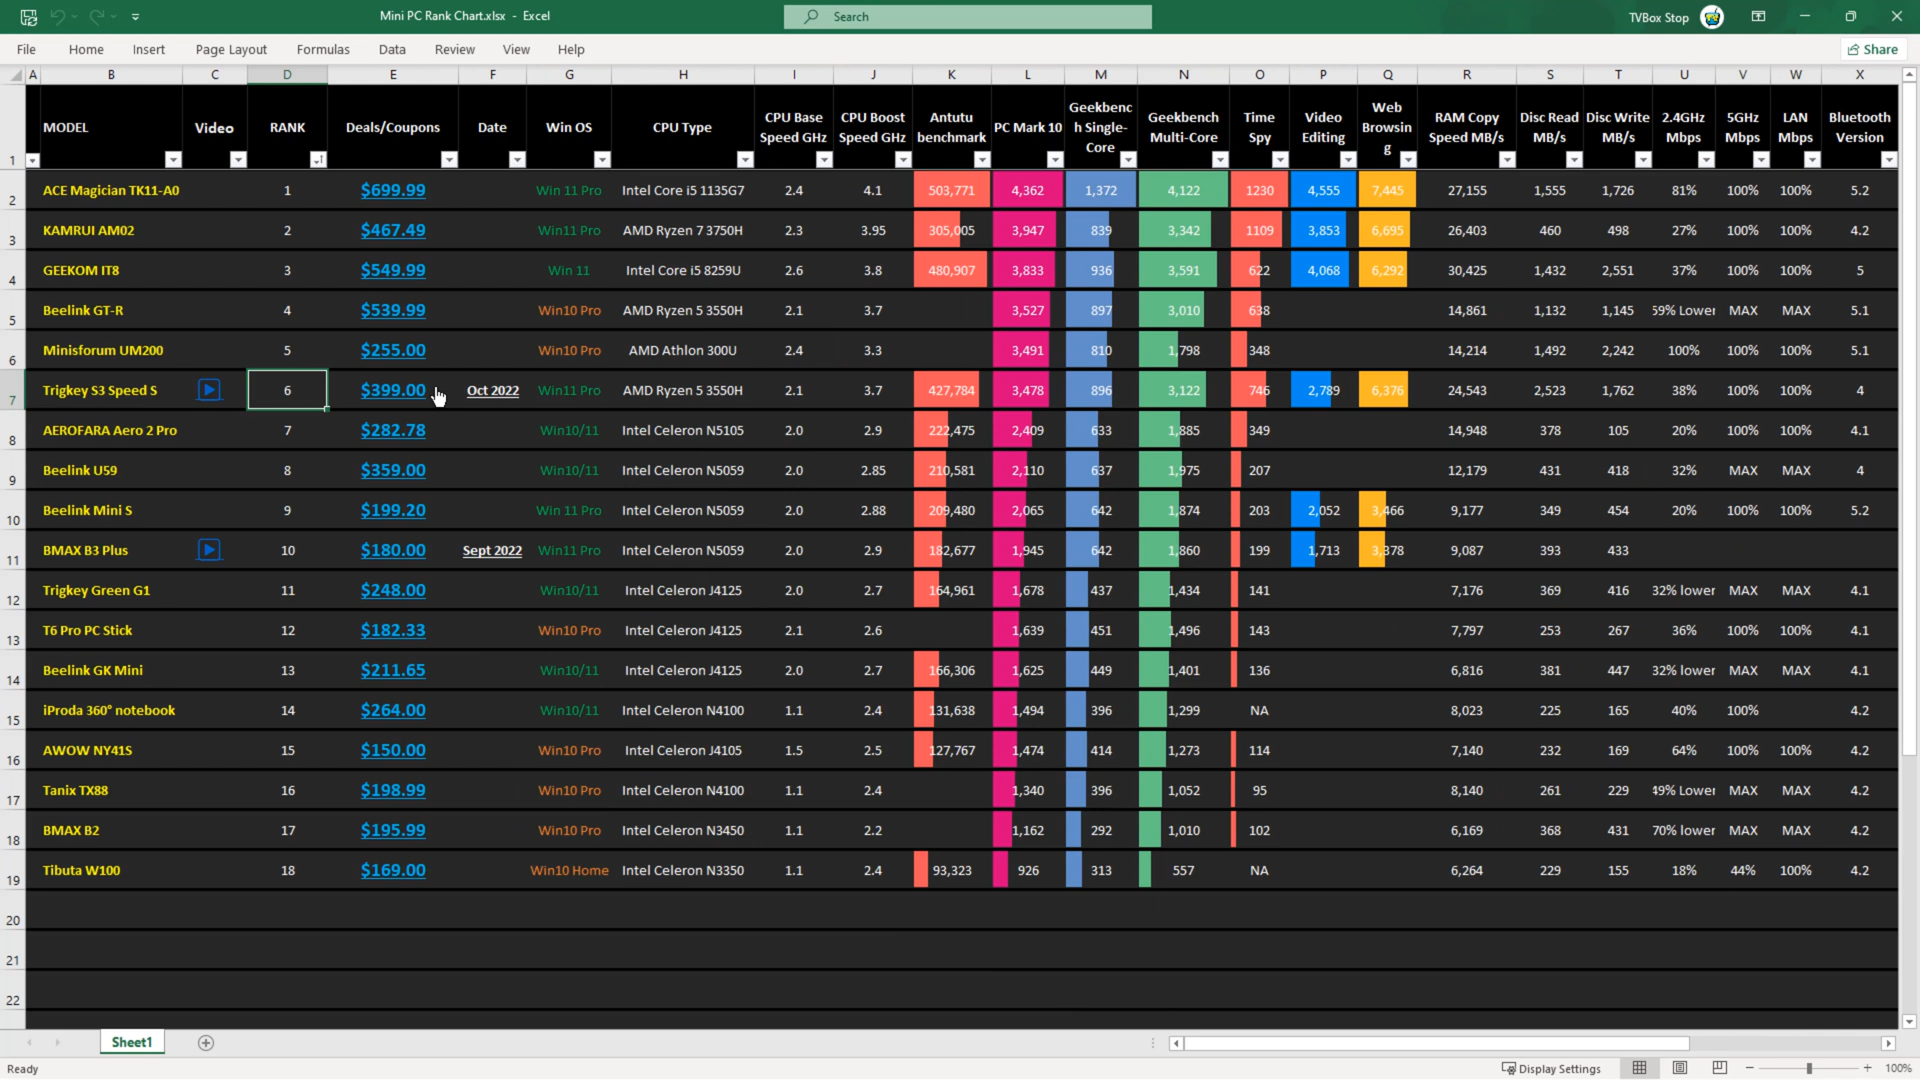 Mini PC Rank Chart.xlsx - Excel
Search
TVBox Stop
File Home Insert Page Layout Formulas Data Review View Help
Share
A B C D E F G H I J K L M N O P Q R S T U V W X
1 MODEL Video RANK Deals/Coupons Date Win OS CPU Type CPU Base Speed GHz CPU Boost Speed GHz Antutu benchmark PC Mark 10 Geekbenc h Single- Core Geekbench Multi-Core Time Spy Video Editing Web Browsin g RAM Copy Speed MB/s Disc Read MB/s Disc Write MB/s 2.4GHz Mbps 5GHz Mbps LAN Mbps Bluetooth Version
2 ACE Magician TK11-A0 1 $699.99 Win 11 Pro Intel Core i5 1135G7 2.4 4.1 503,771 4,362 1,372 4,122 1230 4,555 7,445 27,155 1,555 1,726 81% 100% 100% 5.2
3 KAMRUI AM02 2 $467.49 Win11 Pro AMD Ryzen 7 3750H 2.3 3.95 305,005 3,947 839 3,342 1109 3,853 6,695 26,403 460 498 27% 100% 100% 4.2
4 GEEKOM IT8 3 $549.99 Win 11 Intel Core i5 8259U 2.6 3.8 480,907 3,833 936 3,591 622 4,068 6,292 30,425 1,432 2,551 37% 100% 100% 5
5 Beelink GT-R 4 $539.99 Win10 Pro AMD Ryzen 5 3550H 2.1 3.7 3,527 897 3,010 638 14,861 1,132 1,145 59% Lower MAX MAX 5.1
6 Minisforum UM200 5 $255.00 Win10 Pro AMD Athlon 300U 2.4 3.3 3,491 810 1,798 348 14,214 1,492 2,242 100% 100% 100% 5.1
7 Trigkey S3 Speed S 6 $399.00 Oct 2022 Win11 Pro AMD Ryzen 5 3550H 2.1 3.7 427,784 3,478 896 3,122 746 2,789 6,376 24,543 2,523 1,762 38% 100% 100% 4
8 AEROFARA Aero 2 Pro 7 $282.78 Win10/11 Intel Celeron N5105 2.0 2.9 222,475 2,409 633 1,885 349 14,948 378 105 20% 100% 100% 4.1
9 Beelink U59 8 $359.00 Win10/11 Intel Celeron N5059 2.0 2.85 210,581 2,110 637 1,975 207 12,179 431 418 32% MAX MAX 4
10 Beelink Mini S 9 $199.20 Win 11 Pro Intel Celeron N5059 2.0 2.88 209,480 2,065 642 1,874 203 2,052 3,466 9,177 349 454 20% 100% 100% 5.2
11 BMAX B3 Plus 10 $180.00 Sept 2022 Win11 Pro Intel Celeron N5059 2.0 2.9 182,677 1,945 642 1,860 199 1,713 3,378 9,087 393 433
12 Trigkey Green G1 11 $248.00 Win10/11 Intel Celeron J4125 2.0 2.7 164,961 1,678 437 1,434 141 7,176 369 416 32% lower MAX MAX 4.1
13 T6 Pro PC Stick 12 $182.33 Win10 Pro Intel Celeron J4125 2.1 2.6 1,639 451 1,496 143 7,797 253 267 36% 100% 100% 4.1
14 Beelink GK Mini 13 $211.65 Win10/11 Intel Celeron J4125 2.0 2.7 166,306 1,625 449 1,401 136 6,816 381 447 32% lower MAX MAX 4.1
15 iProda 360° notebook 14 $264.00 Win10/11 Intel Celeron N4100 1.1 2.4 131,638 1,494 396 1,299 NA 8,023 225 165 40% 100% 4.2
16 AWOW NY41S 15 $150.00 Win10 Pro Intel Celeron J4105 1.5 2.5 127,767 1,474 414 1,273 114 7,140 232 169 64% 100% 100% 4.2
17 Tanix TX88 16 $198.99 Win10 Pro Intel Celeron N4100 1.1 2.4 1,340 396 1,052 95 8,140 261 229 49% Lower MAX MAX 4.2
18 BMAX B2 17 $195.99 Win10 Pro Intel Celeron N3450 1.1 2.2 1,162 292 1,010 102 6,169 368 431 70% lower MAX MAX 4.2
19 Tibuta W100 18 $169.00 Win10 Home Intel Celeron N3350 1.1 2.4 93,323 926 313 557 NA 6,264 229 155 18% 44% 100% 4.2
20
21
22
Sheet1
Ready
Display Settings
100%